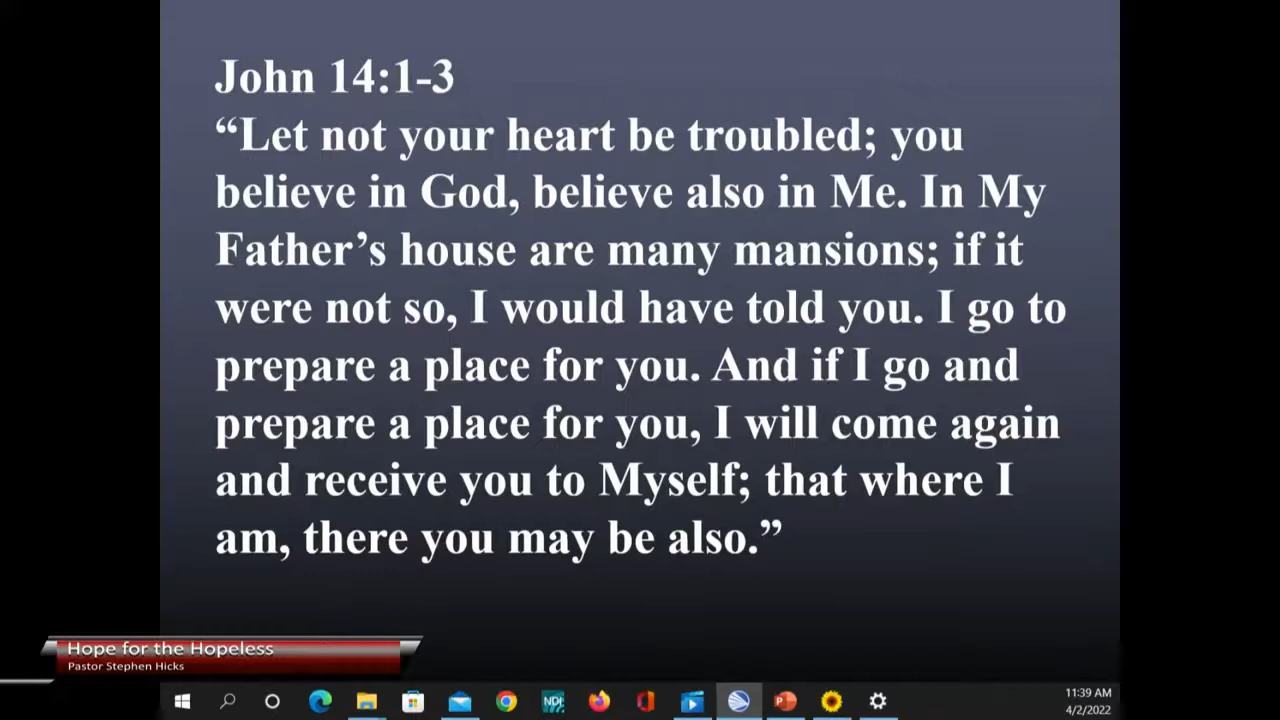 John 14:1-3
“Let not your heart be troubled; you
believe in God, believe also in Me. In My
Father’s house are many mansions; if it
were not so, I would have told you. I go to
prepare a place for you. And if I go and
prepare a place for you, I will come again
and receive you to Myself; that where I
am, there you may be also.”
Hope for the Hopeless
Pastor Stephen Hicks
NDI
11:39 AM
4/2/2022